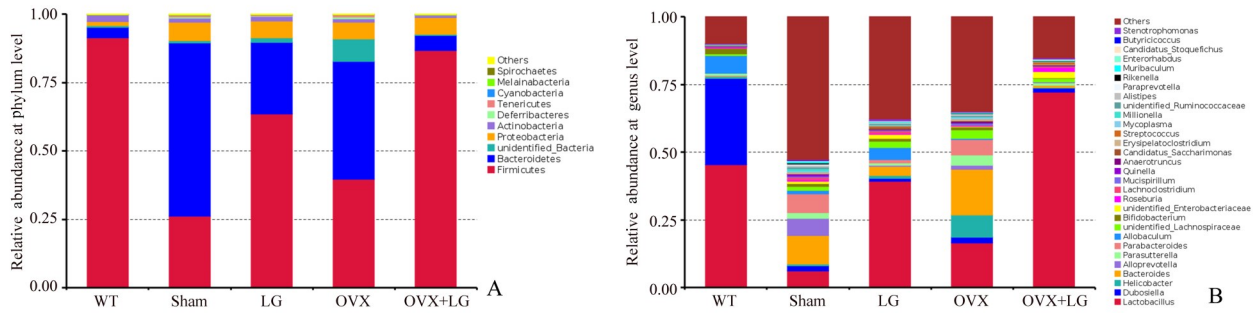 Relative abundance at phylum level
1.00
0.75
0.50
0.25
0.00
WT
Sham
LG
OVX
OVX+LG
Others
Spirochaetes
Melainabacteria
Cyanobacteria
Tenericutes
Deferribacteres
Actinobacteria
Proteobacteria
unidentified_Bacteria
Bacteroidetes
Firmicutes
A
Relative abundance at genus level
1.00
0.75
0.50
0.25
0.00
WT
Sham
LG
OVX
OVX+LG
Others
Stenotrophomonas
Butyricicoccus
Candidatus_Stoquefichus
Enterorhabdus
Muribaculum
Rikenella
Paraprevotella
Alistipes
unidentified_Ruminococcaceae
Millionella
Mycoplasma
Streptococcus
Erysipelatoclostridium
Candidatus_Saccharimonas
Anaerotruncus
Quinella
Mucispirillum
Lachnoclostridium
Roseburia
unidentified_Enterobacteriaceae
Bifidobacterium
unidentified_Lachnospiraceae
Allobaculum
Parabacteroides
Parasutterella
Alloprevotella
Bacteroides
Helicobacter
Dubosiella
Lactobacillus
B